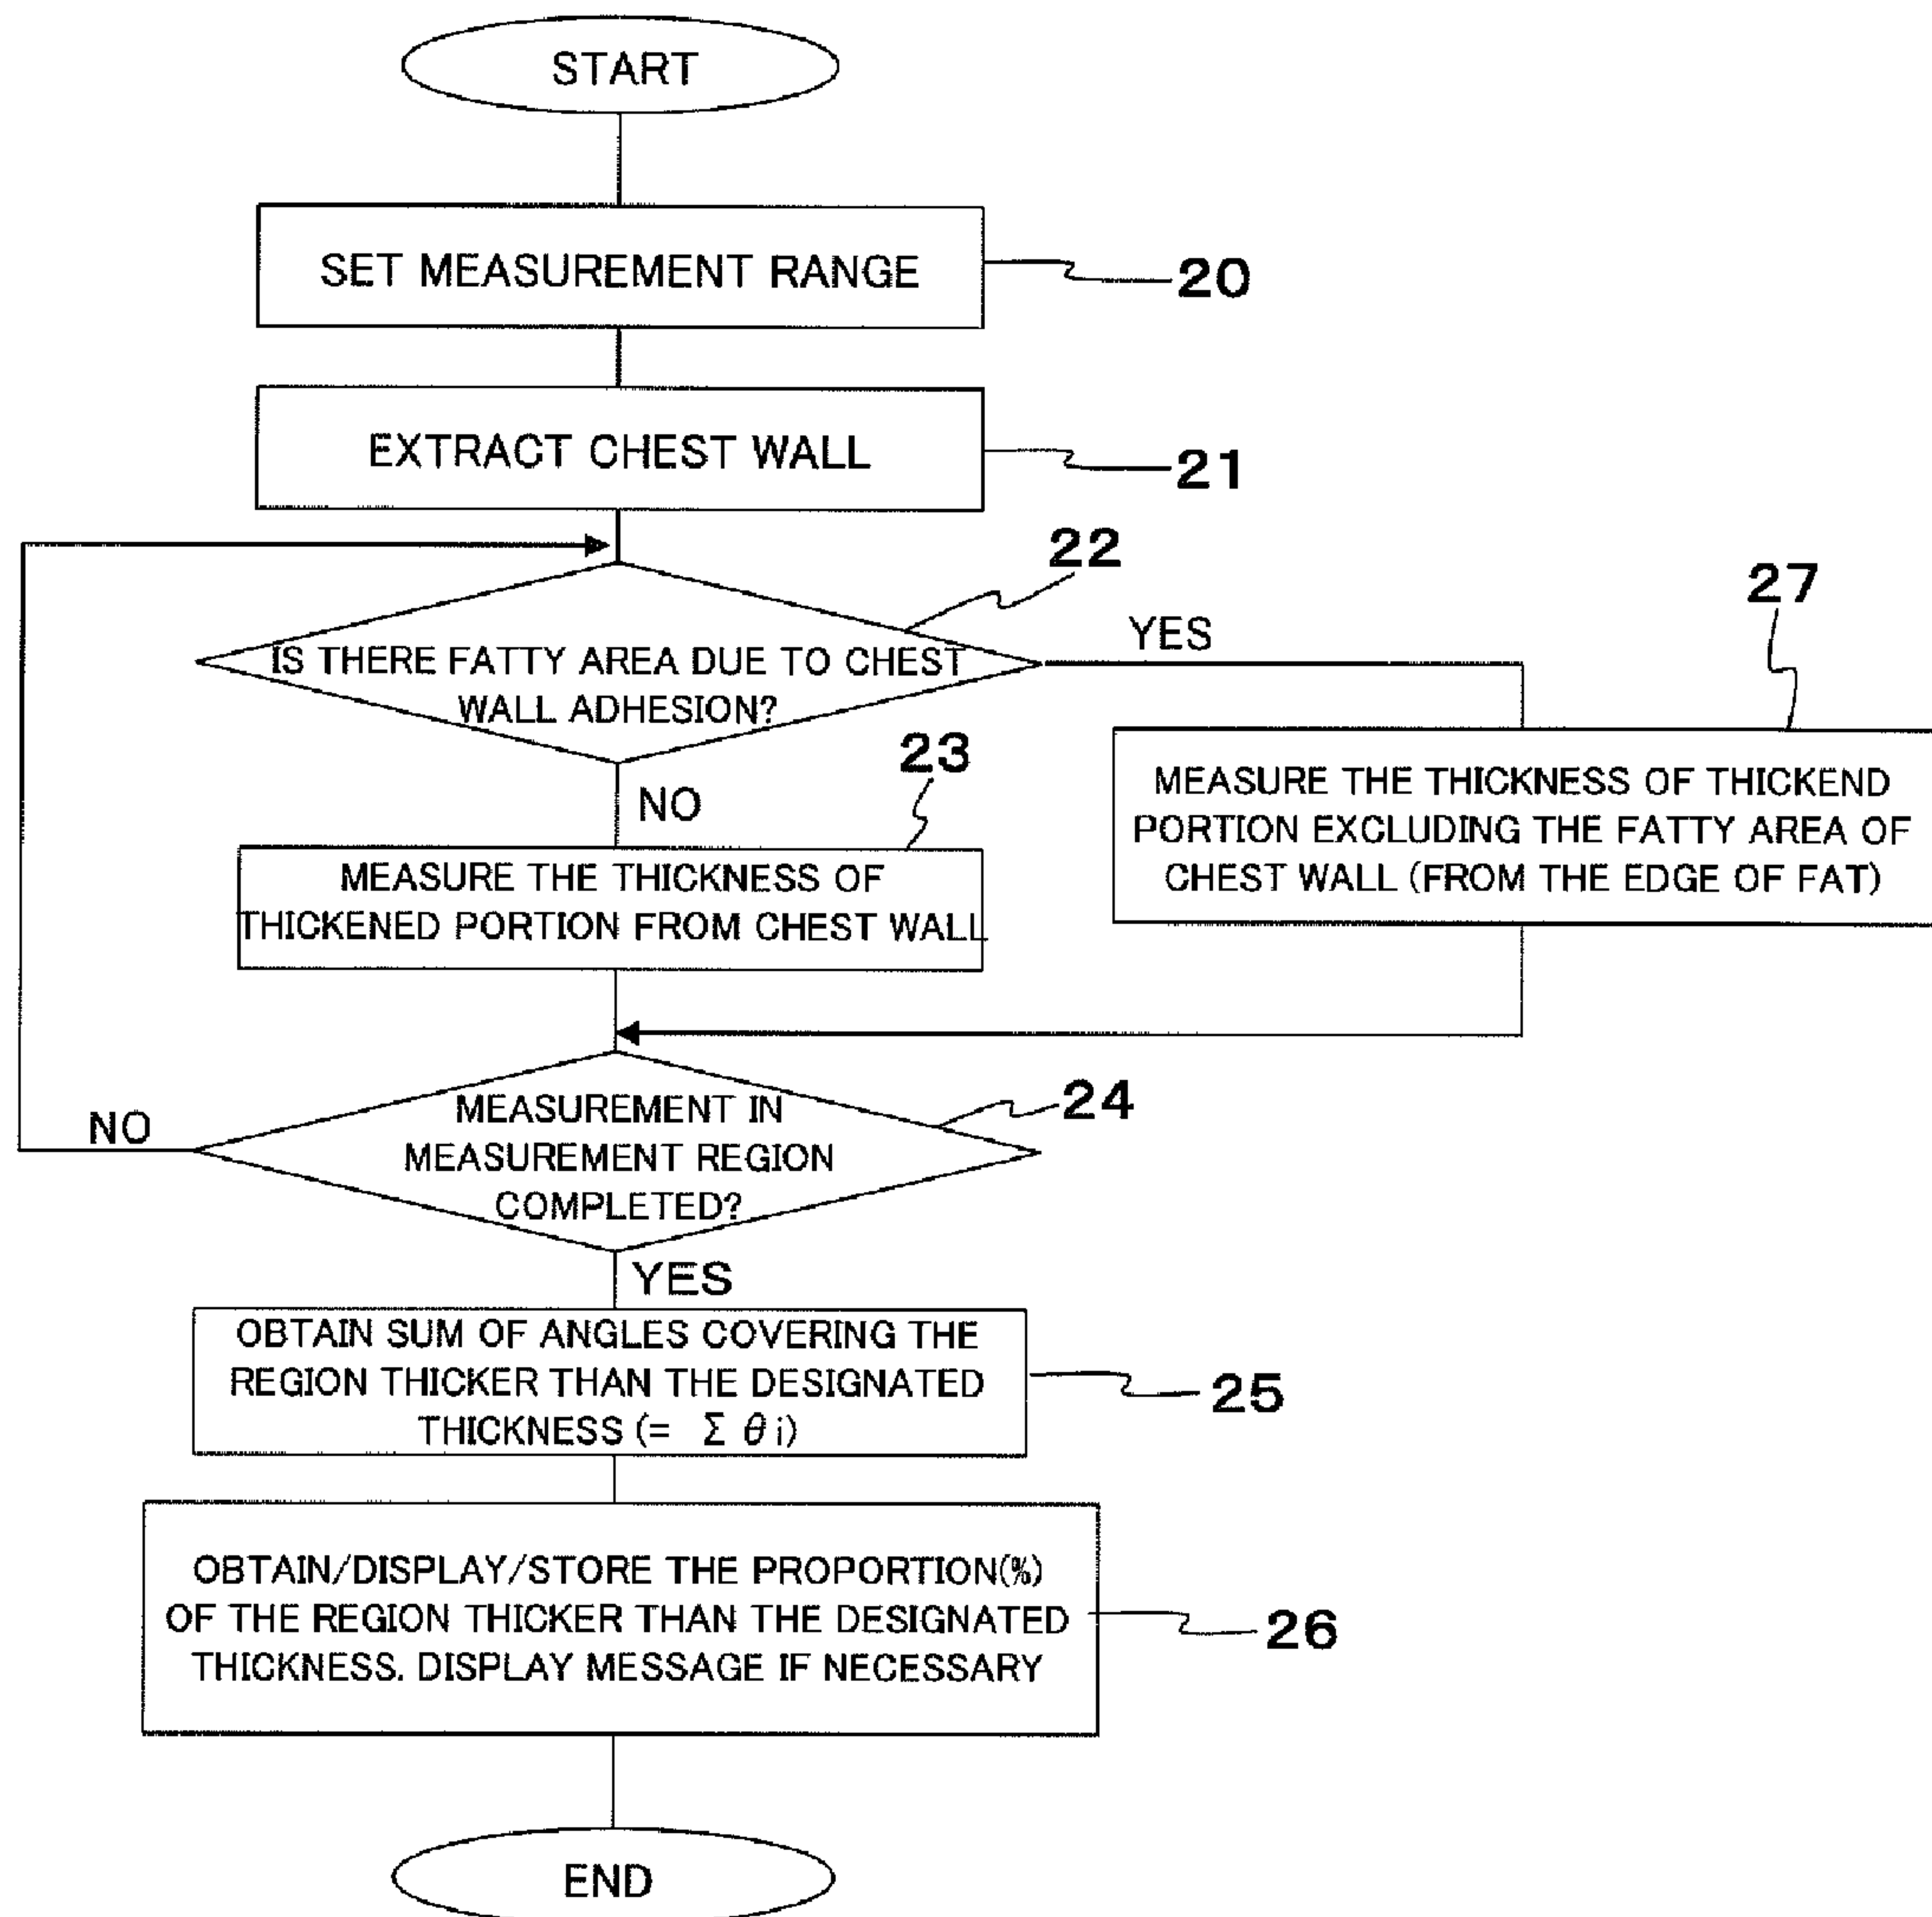 START
SET MEASUREMENT RANGE
20
EXTRACT CHEST WALL
21
22
IS THERE FATTY AREA DUE TO CHEST
WALL ADHESION?
YES
27
NO
23
MEASURE THE THICKNESS OF
THICKENED PORTION FROM CHEST WALL
MEASURE THE THICKNESS OF THICKEND
PORTION EXCLUDING THE FATTY AREA OF
CHEST WALL (FROM THE EDGE OF FAT)
24
MEASUREMENT IN
MEASUREMENT REGION
COMPLETED?
NO
YES
OBTAIN SUM OF ANGLES COVERING THE
REGION THICKER THAN THE DESIGNATED
THICKNESS (= Σ θ i)
25
OBTAIN/DISPLAY/STORE THE PROPORTION(%)
OF THE REGION THICKER THAN THE DESIGNATED
THICKNESS. DISPLAY MESSAGE IF NECESSARY
26
END